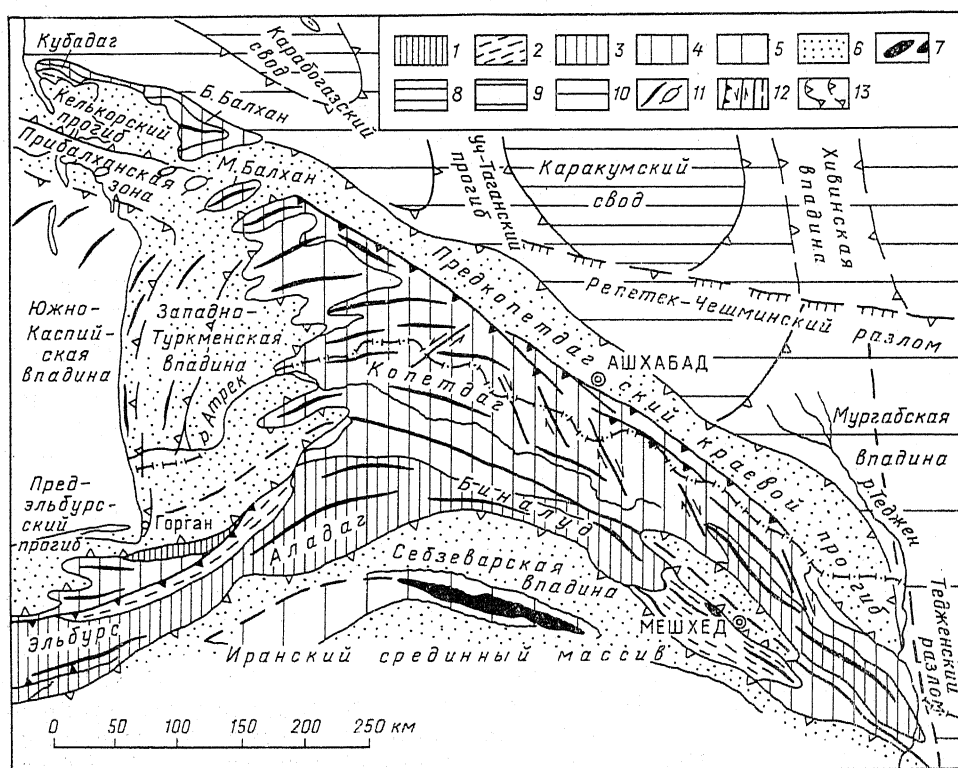 Кубадаг
Карабогазский
свод
1 2 3 4 5 6 7
8 9 10 11 12 13
Б. Балхан
Келькорский
прогиб
Прибалханская
зона
М. Балхан
Уч-Таганский
прогиб
Каракумский
свод
Хивинская
впадина
Предкопетдагский краевой прогиб
Репетек-Чешминский
разлом
Южно-
Каспий-
ская
впадина
Западно-
Туркменская
впадина
р. Атрек
Копетдаг
АШХАБАД
Мургабская
впадина
р. Теджен
Пред-
эльбурс-
ский
прогиб
Горган
Аладаг
Биналуд
Себзеварская
впадина
МЕШХЕД
Эльбурс
Иранский срединный массив
Тедженский
разлом
0 50 100 150 200 250 км